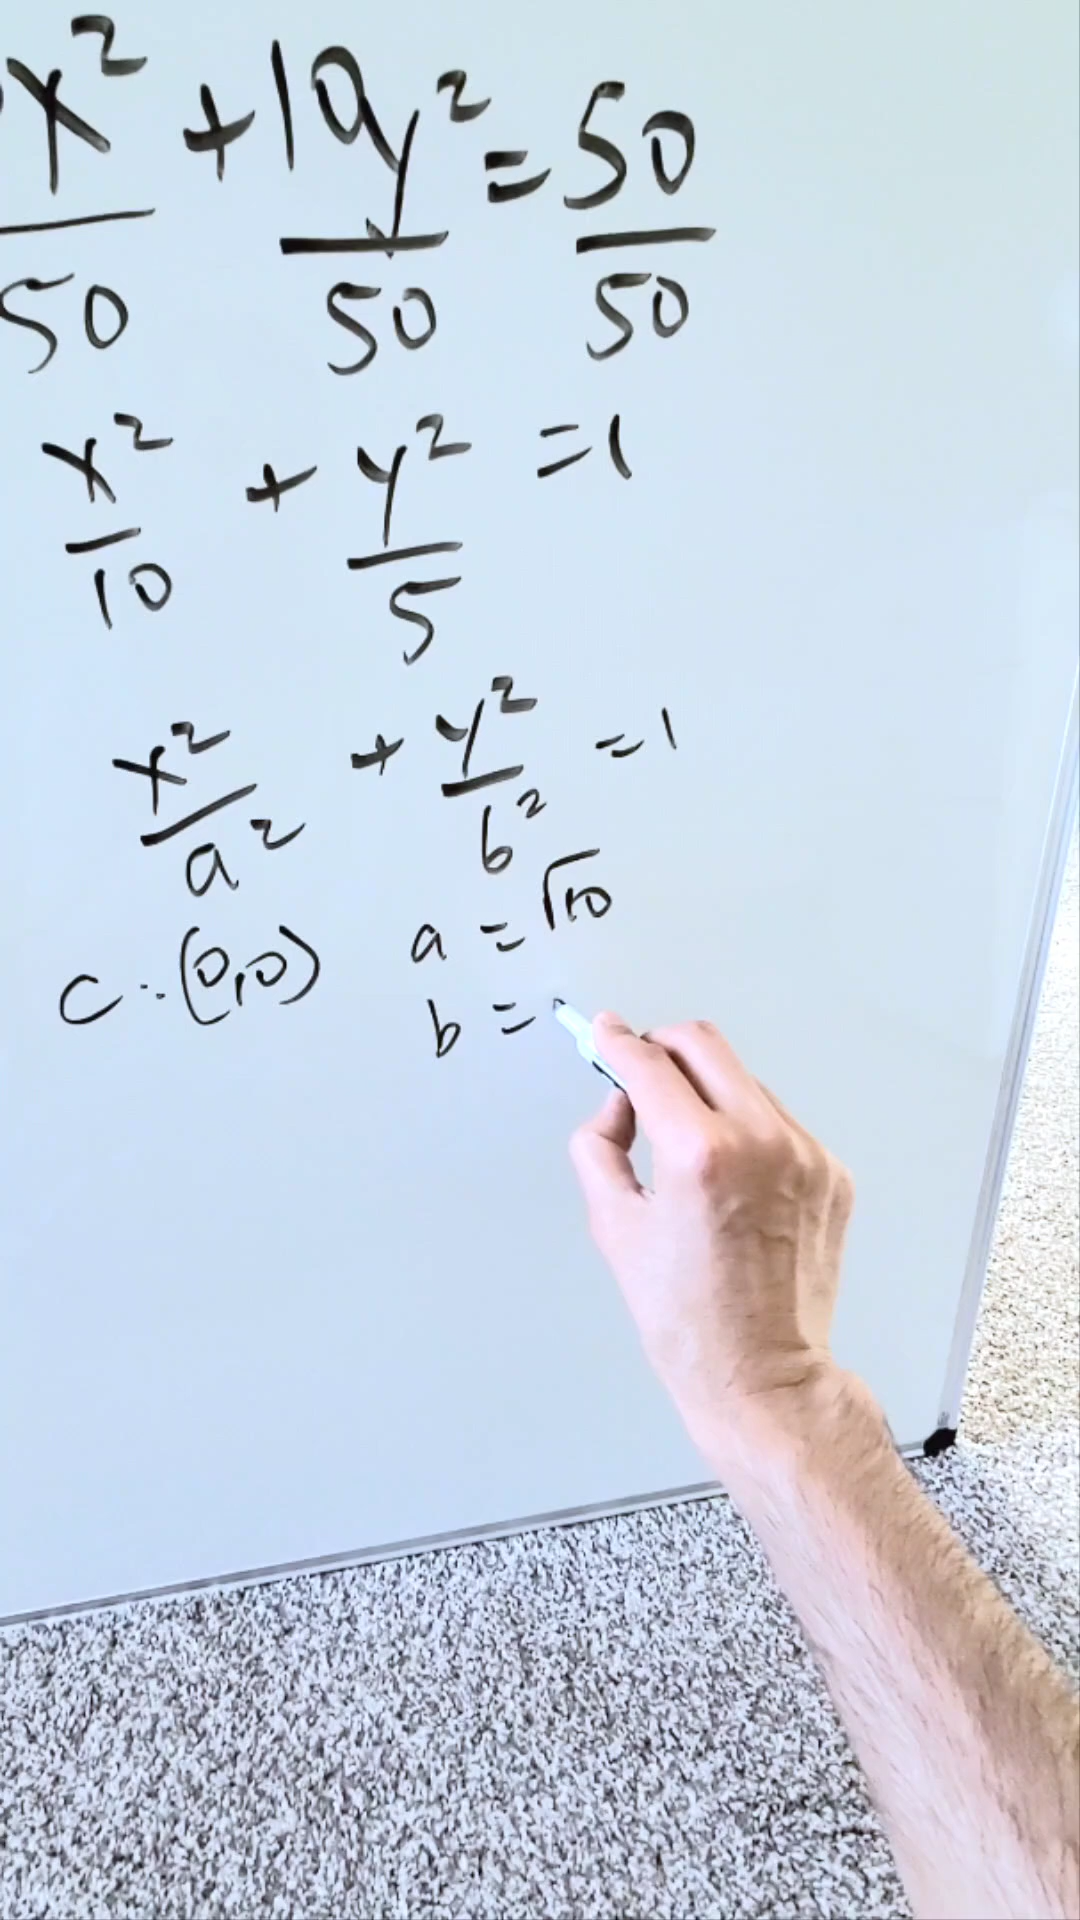 x² + 10y² = 50
50 50 50
x² + y² = 1
10 5
x² + y² = 1
a² b²
C: (0,0) a = √10
b =